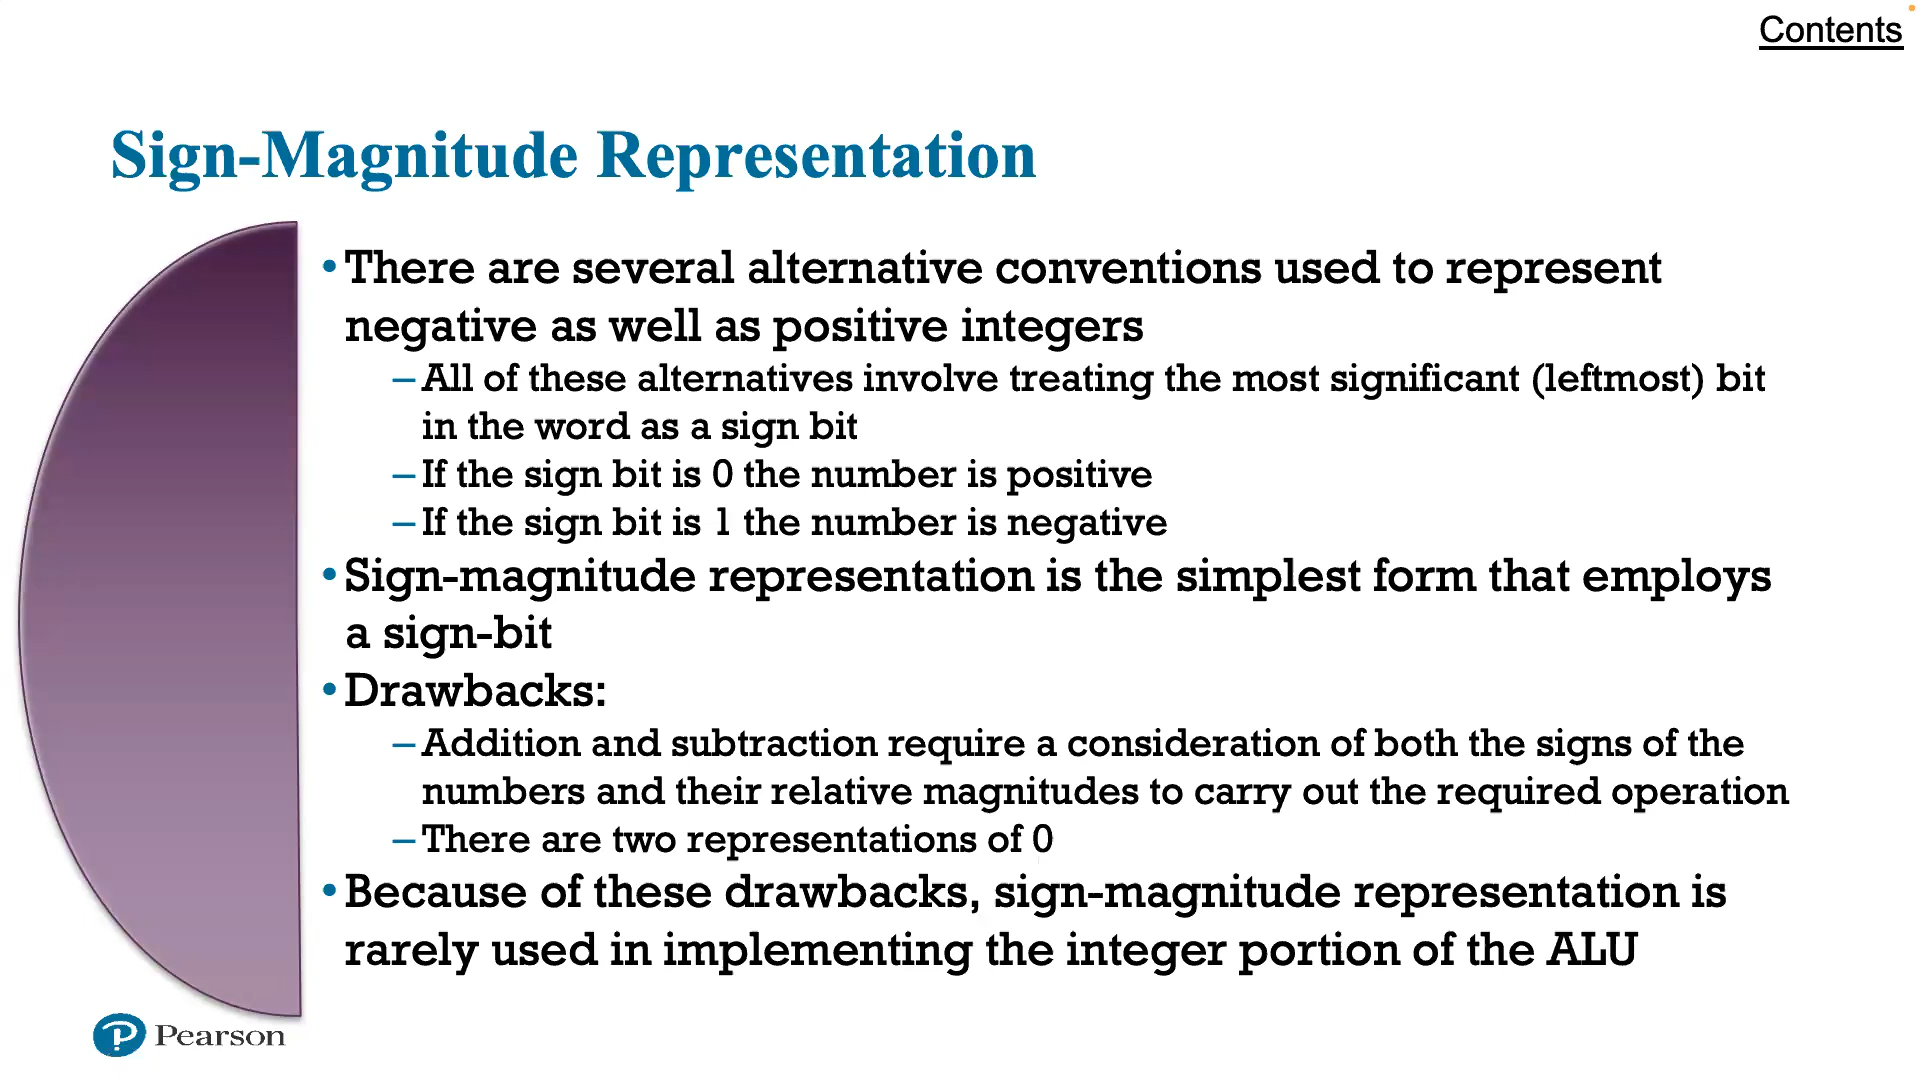 Contents
Sign-Magnitude Representation
•There are several alternative conventions used to represent
negative as well as positive integers
–All of these alternatives involve treating the most significant (leftmost) bit
in the word as a sign bit
–If the sign bit is 0 the number is positive
–If the sign bit is 1 the number is negative
•Sign-magnitude representation is the simplest form that employs
a sign-bit
•Drawbacks:
–Addition and subtraction require a consideration of both the signs of the
numbers and their relative magnitudes to carry out the required operation
–There are two representations of 0
•Because of these drawbacks, sign-magnitude representation is
rarely used in implementing the integer portion of the ALU
P Pearson